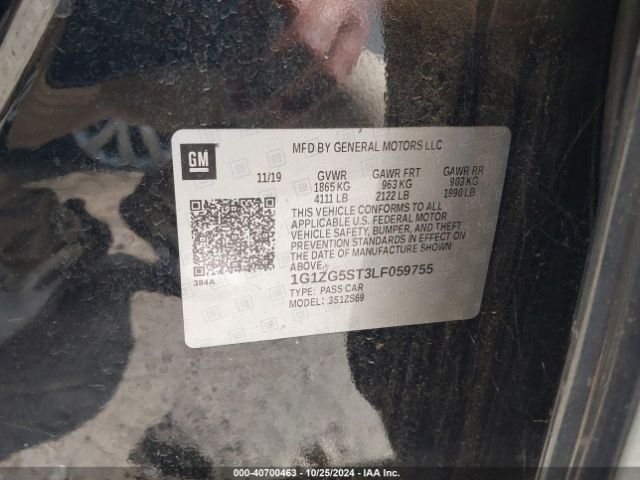 GM
MFD BY GENERAL MOTORS LLC
11/19 GVWR GAWR FRT GAWR RR
1865 KG 963 KG 903 KG
4111 LB 2122 LB 1990 LB
THIS VEHICLE CONFORMS TO ALL
APPLICABLE U.S. FEDERAL MOTOR
VEHICLE SAFETY, BUMPER, AND THEFT
PREVENTION STANDARDS IN EFFECT ON
THE DATE OF MANUFACTURE SHOWN
ABOVE.
384A
1G1ZG5ST3LF059755
TYPE: PASS CAR
MODEL: 351ZS69
000-40700463 - 10/25/2024 - IAA Inc.